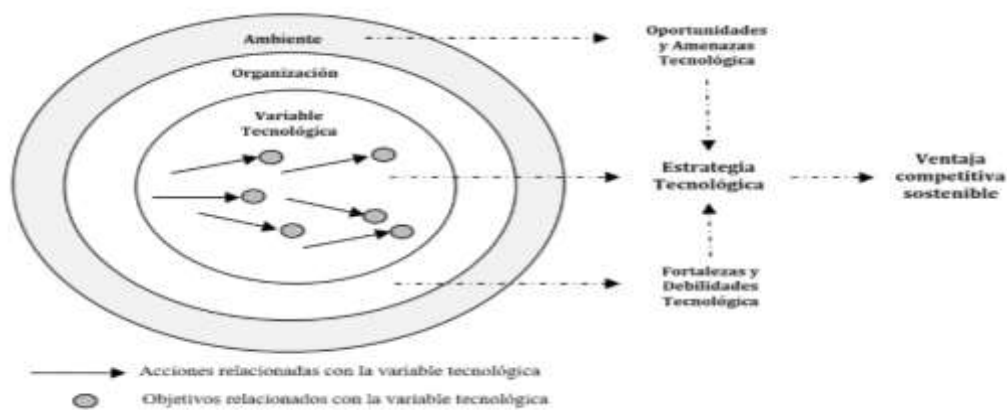 Ambiente
Organización
Variable
Tecnológica
Oportunidades
y Amenazas
Tecnológica
Estrategia
Tecnológica
Ventaja
competitiva
sostenible
Fortalezas y
Debilidades
Tecnológica
Acciones relacionadas con la variable tecnológica
Objetivos relacionados con la variable tecnológica